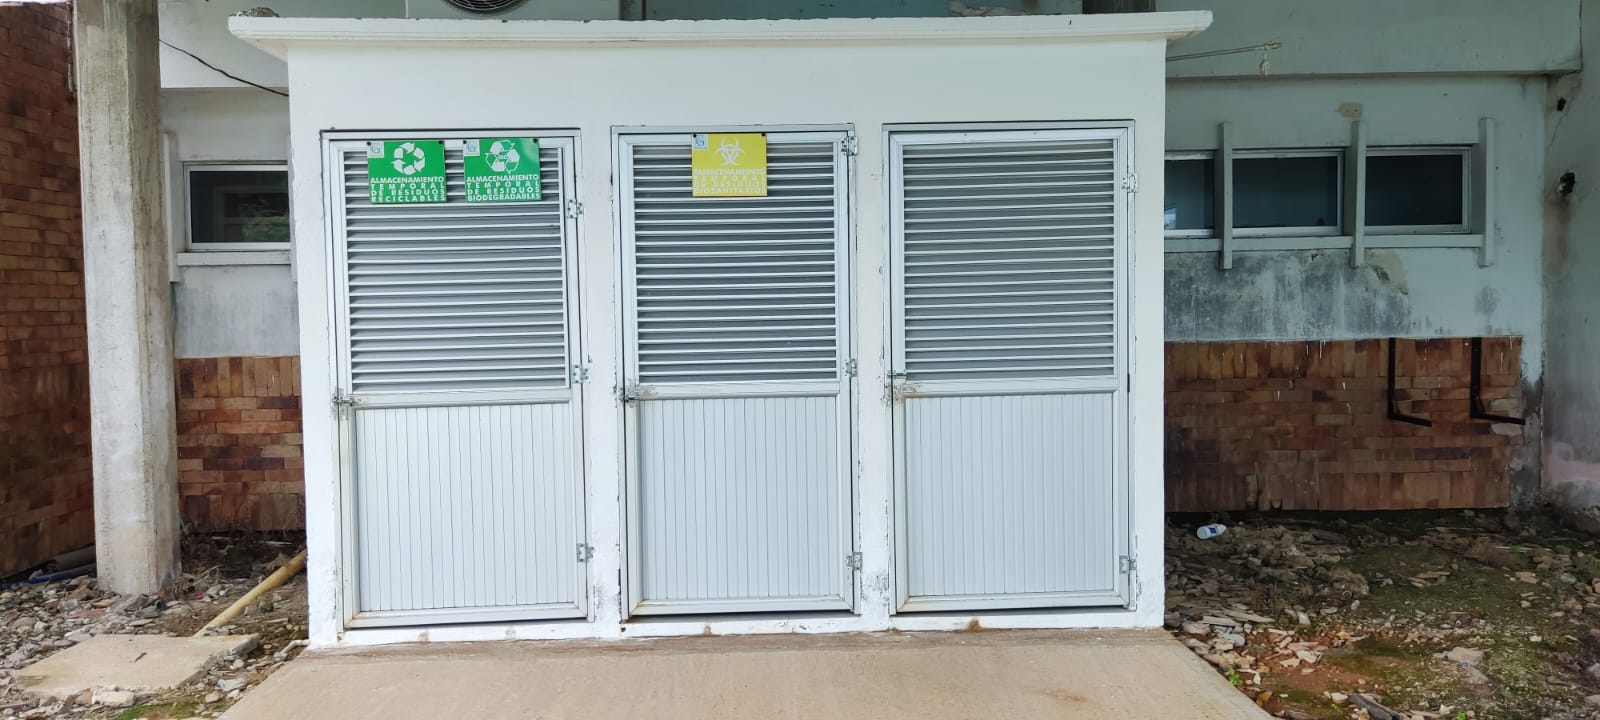 ALMACENAMIENTO
TEMPORAL
DE RESIDUOS
RECICLABLES
ALMACENAMIENTO
TEMPORAL
DE RESIDUOS
BIODEGRADABLES
ALMACENAMIENTO
TEMPORAL
DE RESIDUOS
BIOSANITARIOS